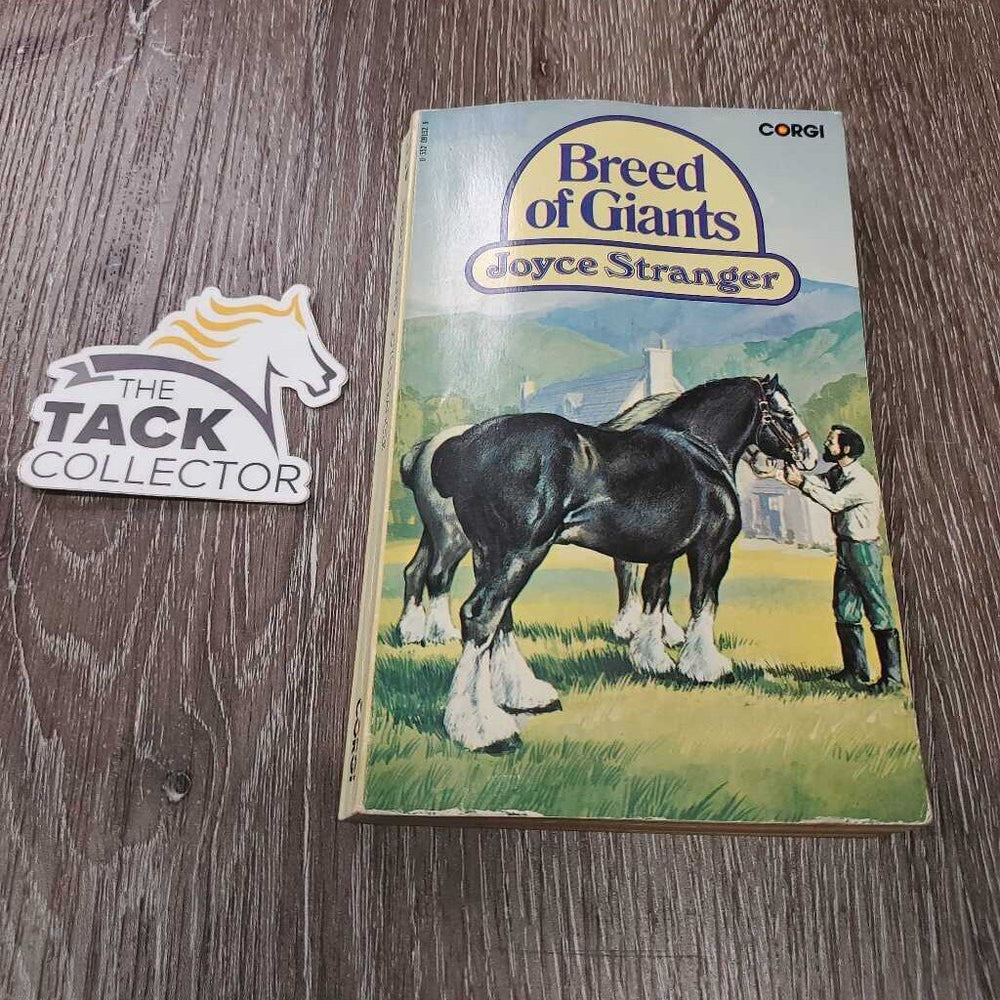 THE
TACK
COLLECTOR
CORGI
Breed
of Giants
Joyce Stranger
CORGI